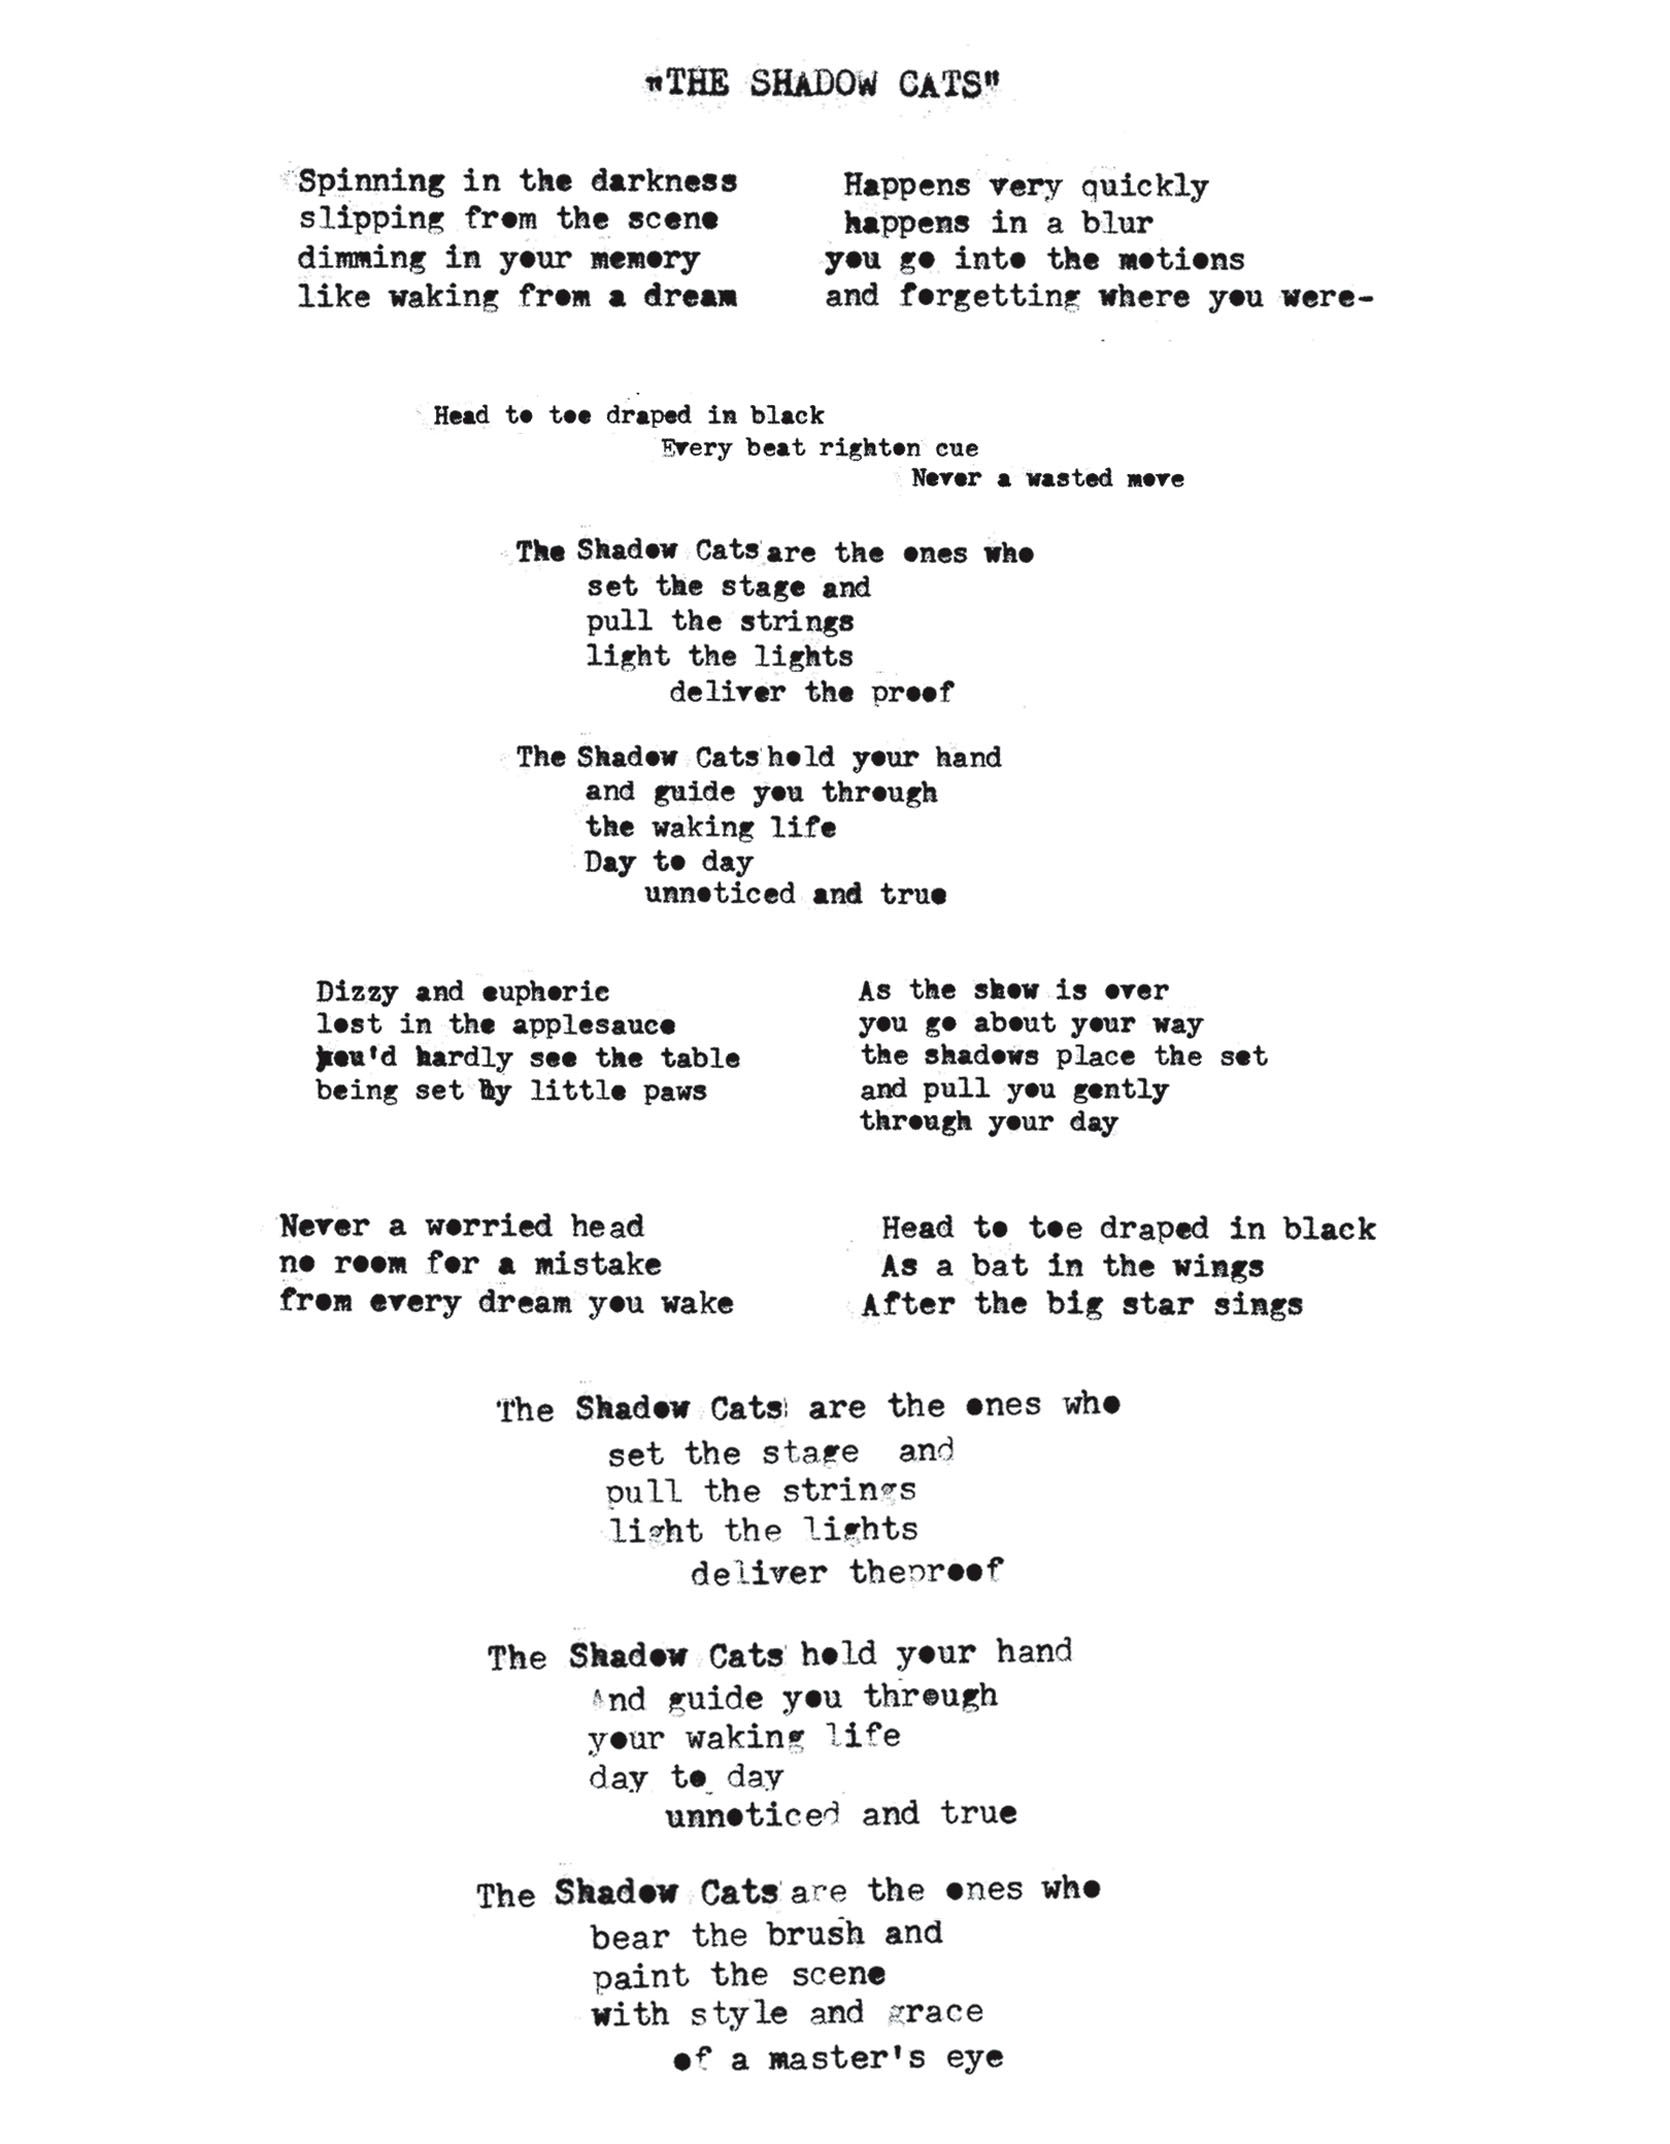 "THE SHADOW CATS"
Spinning in the darkness
slipping from the scene
dimming in your memory
like waking from a dream
Happens very quickly
happens in a blur
you go into the motions
and forgetting where you were-
Head to toe draped in black
Every beat righton cue
Never a wasted move
The Shadow Cats are the ones who
set the stage and
pull the strings
light the lights
deliver the proof
The Shadow Cats hold your hand
and guide you through
the waking life
Day to day
unnoticed and true
Dizzy and euphoric
lost in the applesauce
you'd hardly see the table
being set by little paws
As the show is over
you go about your way
the shadows place the set
and pull you gently
through your day
Never a worried head
no room for a mistake
from every dream you wake
Head to toe draped in black
As a bat in the wings
After the big star sings
The Shadow Cats are the ones who
set the stage and
pull the strings
light the lights
deliver theproof
The Shadow Cats hold your hand
And guide you through
your waking life
day to day
unnoticed and true
The Shadow Cats are the ones who
bear the brush and
paint the scene
with style and grace
of a master's eye